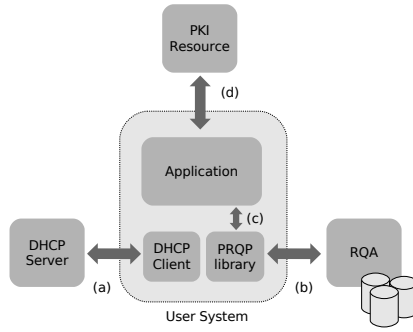 PKI
Resource
(d)
Application
(c)
DHCP
Server
DHCP
Client
PRQP
library
RQA
(a)
(b)
User System